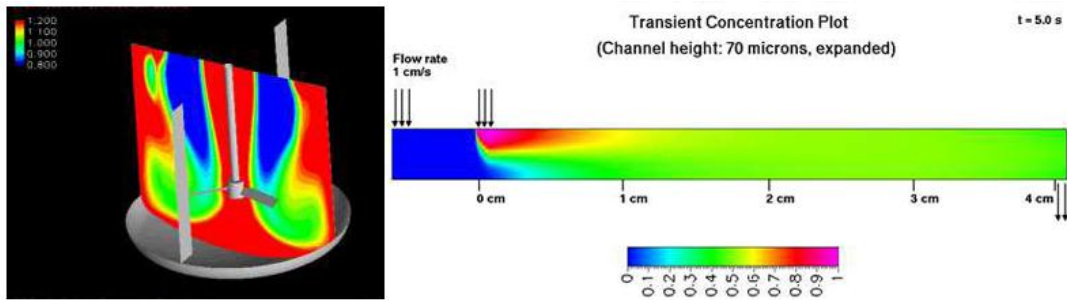 1.200
1.100
1.000
0.900
0.800
Transient Concentration Plot
t = 5.0 s
(Channel height: 70 microns, expanded)
Flow rate
1 cm/s
0 cm
1 cm
2 cm
3 cm
4 cm
0
0.1
0.2
0.3
0.4
0.5
0.6
0.7
0.8
0.9
1